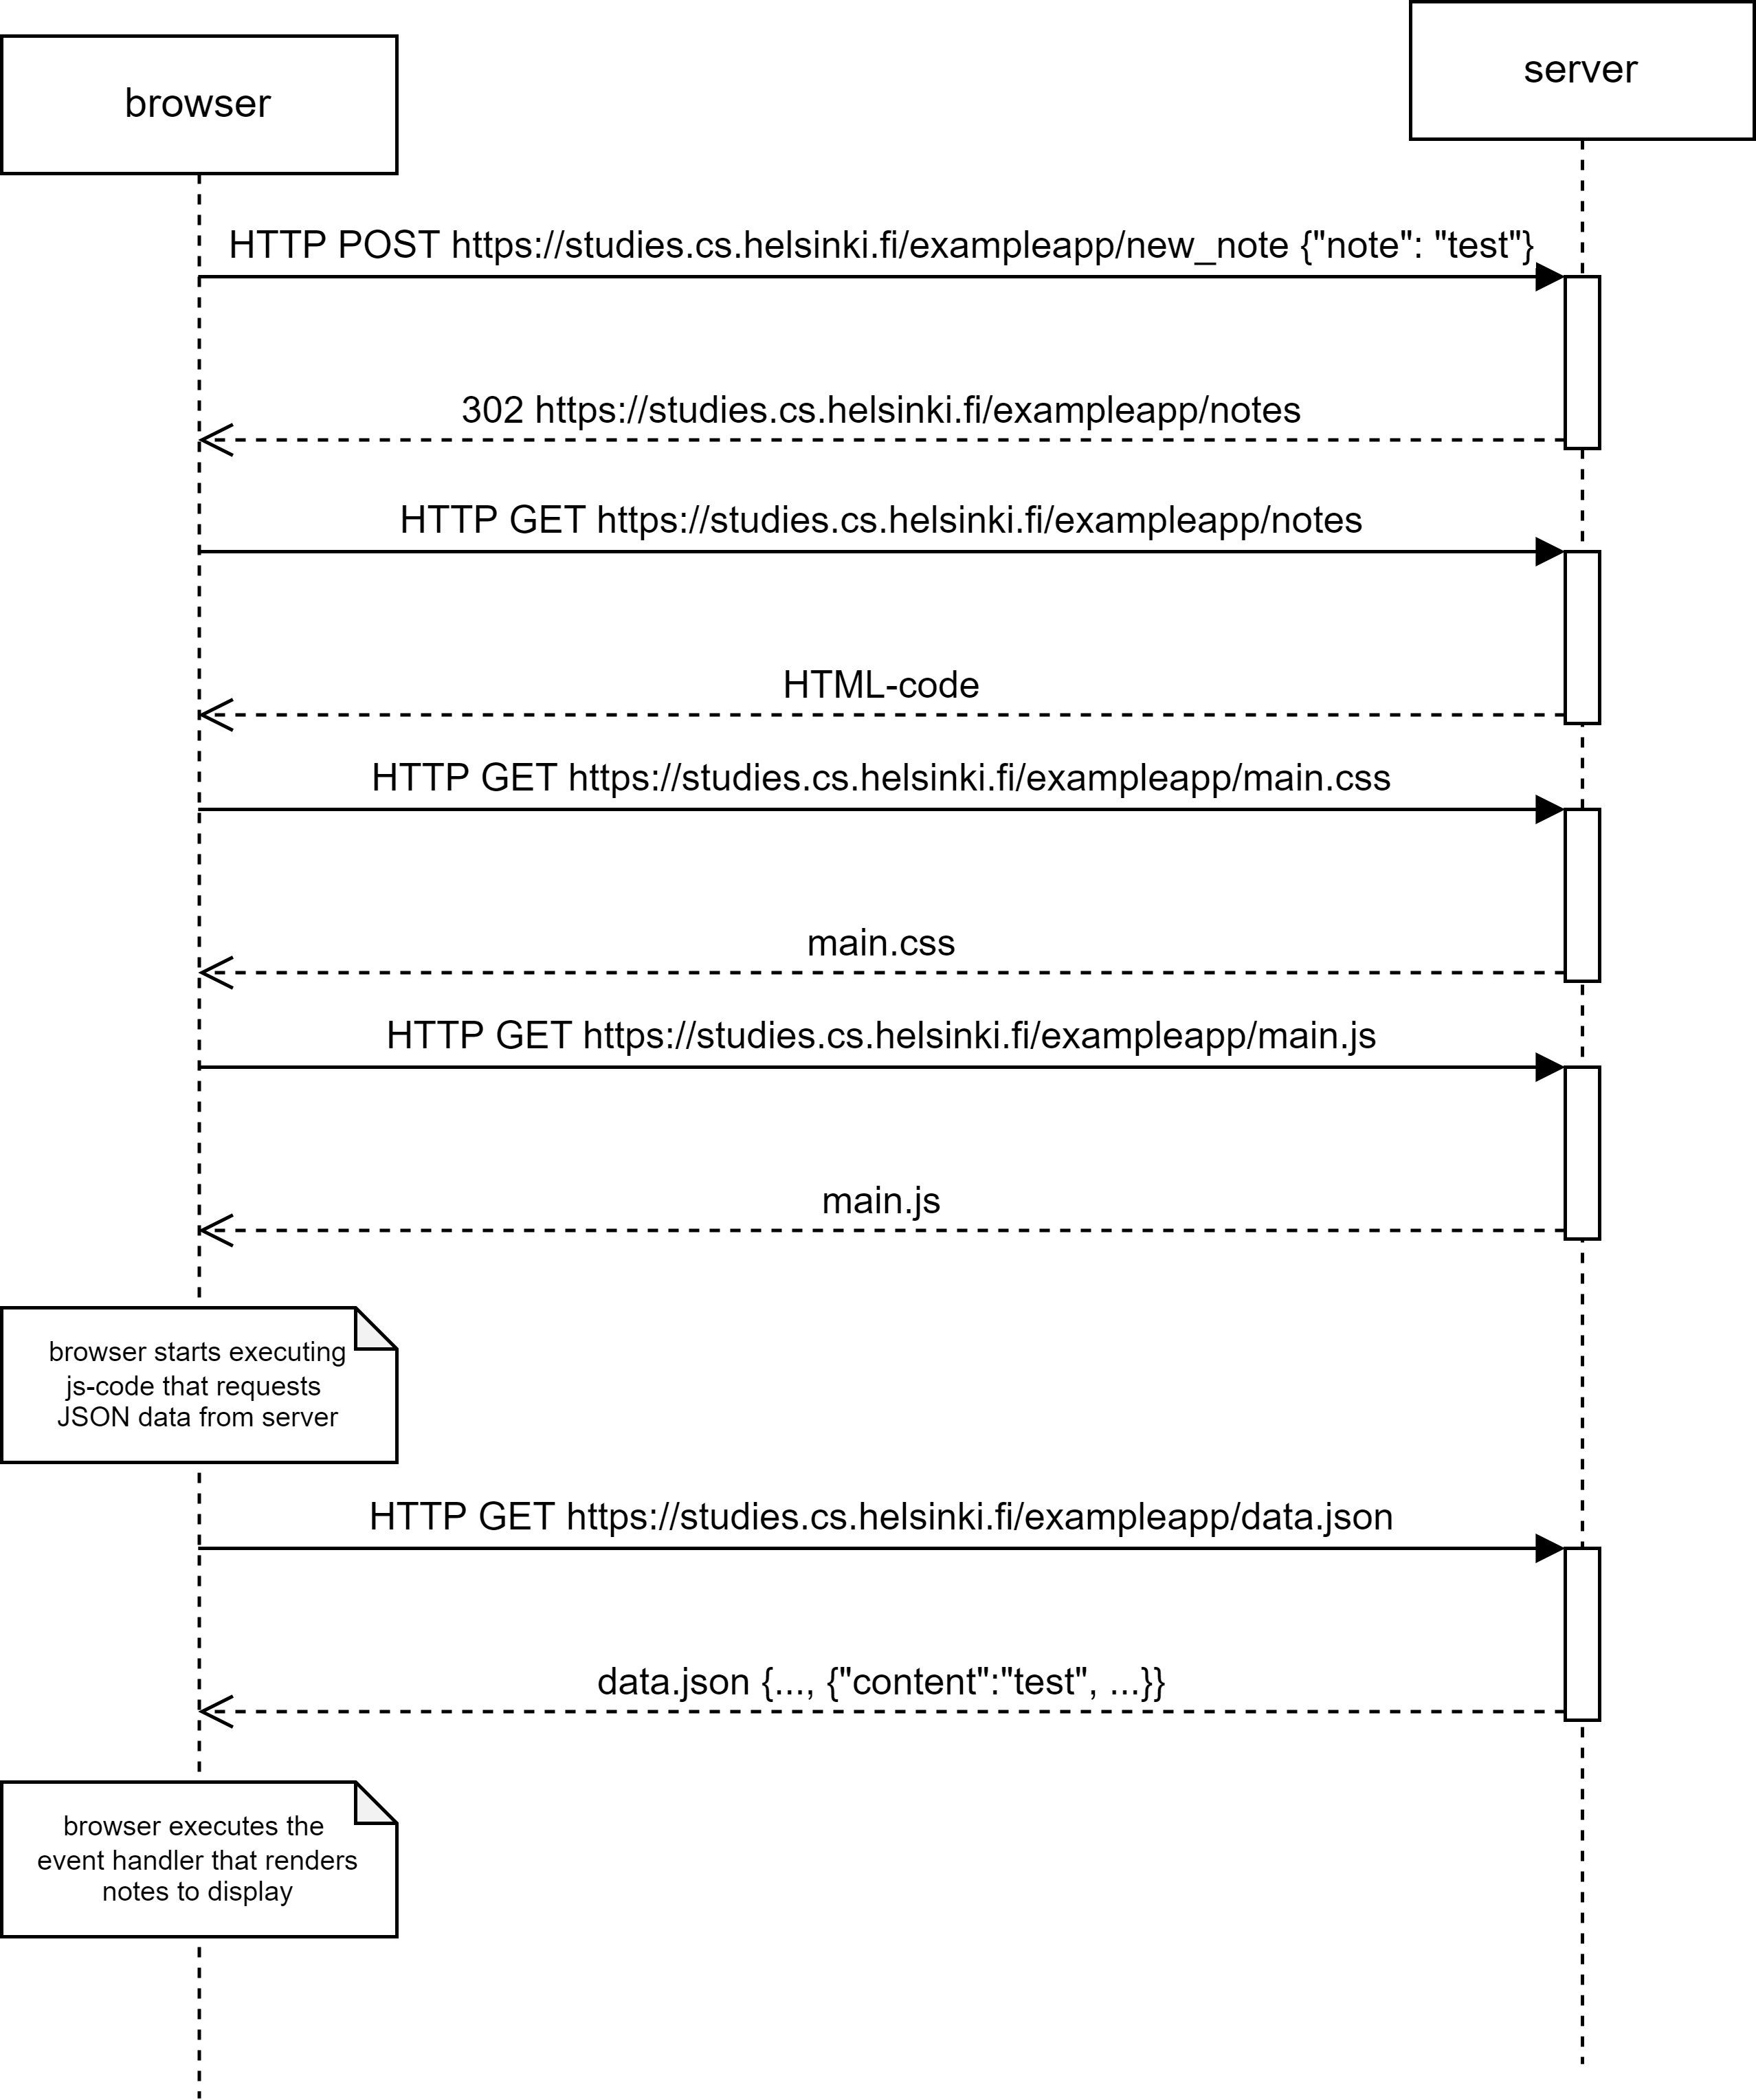 server
browser
HTTP POST https://studies.cs.helsinki.fi/exampleapp/new_note {"note": "test"}
302 https://studies.cs.helsinki.fi/exampleapp/notes
HTTP GET https://studies.cs.helsinki.fi/exampleapp/notes
HTML-code
HTTP GET https://studies.cs.helsinki.fi/exampleapp/main.css
main.css
HTTP GET https://studies.cs.helsinki.fi/exampleapp/main.js
main.js
browser starts executing
js-code that requests
JSON data from server
HTTP GET https://studies.cs.helsinki.fi/exampleapp/data.json
data.json {..., {"content":"test", ...}}
browser executes the
event handler that renders
notes to display